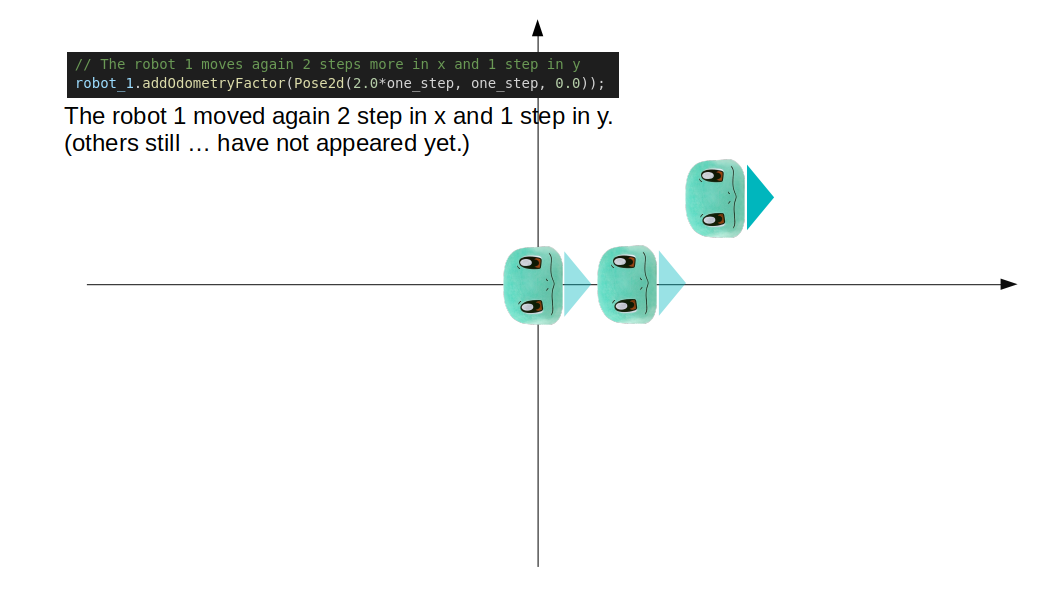 // The robot 1 moves again 2 steps more in x and 1 step in y
robot_1.addOdometryFactor(Pose2d(2.0*one_step, one_step, 0.0));
The robot 1 moved again 2 step in x and 1 step in y.
(others still … have not appeared yet.)